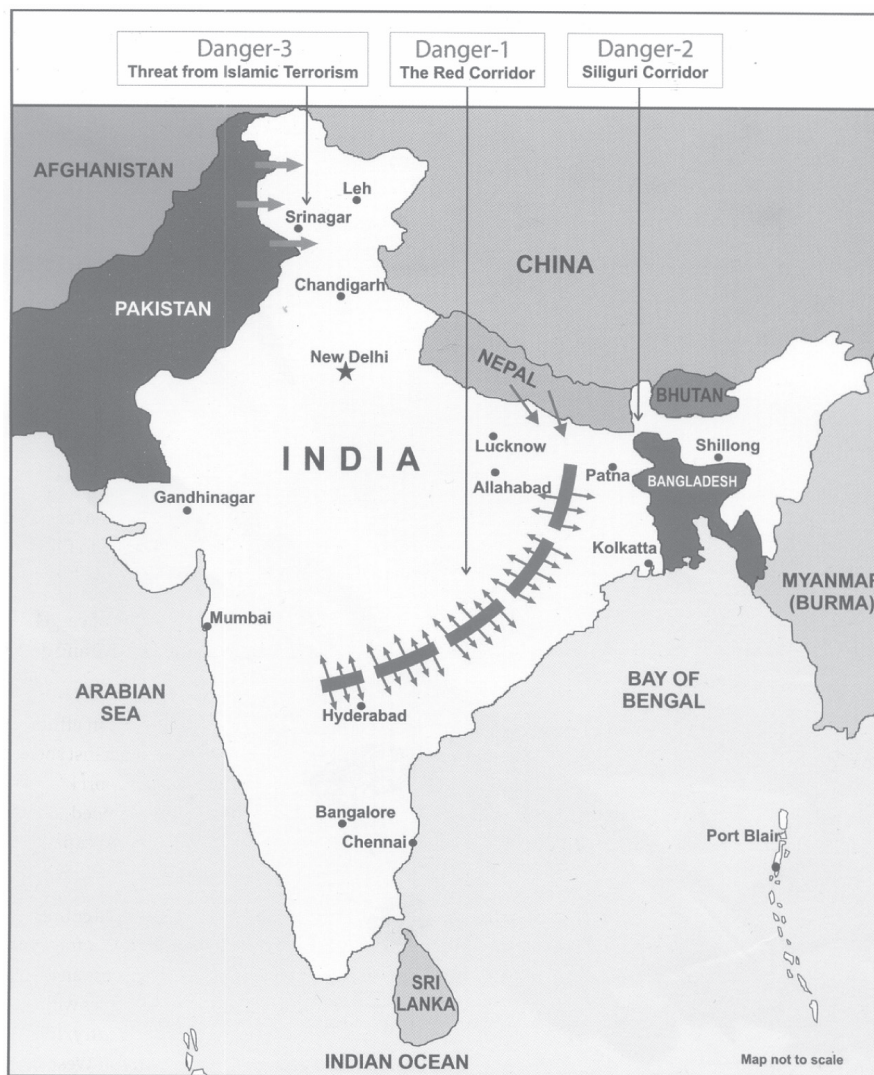 Danger-3
Threat from Islamic Terrorism
Danger-1
The Red Corridor
Danger-2
Siliguri Corridor
AFGHANISTAN
Leh
Srinagar
CHINA
Chandigarh
PAKISTAN
New Delhi
NEPAL
BHUTAN
INDIA
Lucknow
Shillong
Allahabad
Patna
BANGLADESH
Gandhinagar
Kolkatta
MYANMAR
(BURMA)
Mumbai
ARABIAN
SEA
BAY OF
BENGAL
Hyderabad
Bangalore
Chennai
Port Blair
SRI
LANKA
INDIAN OCEAN
Map not to scale